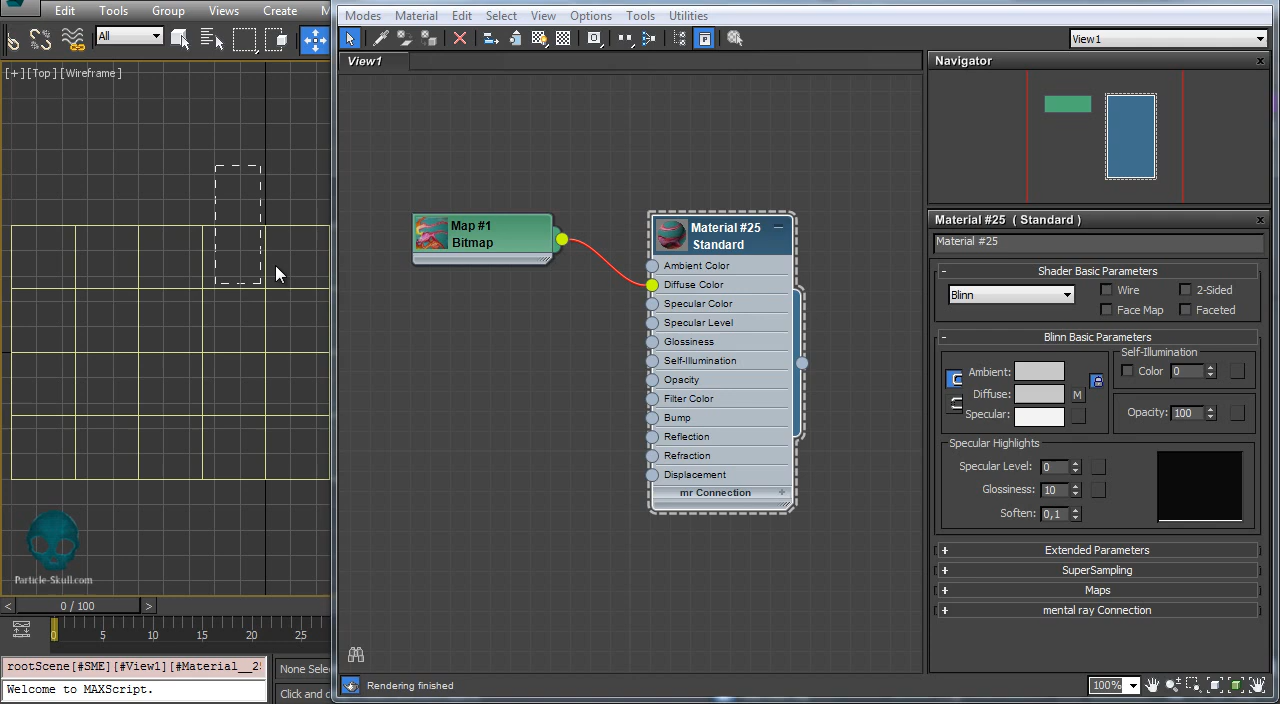 Edit Tools Group Views Create M
All
[+][Top][Wireframe]
Particle-Skull.com
< 0 / 100 >
0 5 10 15 20 25
rootScene[#SME][#View1][#Material__25
Welcome to MAXScript.
None Sele
Click and c
Modes Material Edit Select View Options Tools Utilities
View1
View1
Map #1
Bitmap
Material #25
Standard
Ambient Color
Diffuse Color
Specular Color
Specular Level
Glossiness
Self-Illumination
Opacity
Filter Color
Bump
Reflection
Refraction
Displacement
mr Connection +
Rendering finished
Navigator x
Material #25 ( Standard ) x
Material #25
- Shader Basic Parameters
Blinn
Wire 2-Sided
Face Map Faceted
- Blinn Basic Parameters
Ambient:
Diffuse: M
Specular:
Self-Illumination
Color 0
Opacity: 100
Specular Highlights
Specular Level: 0
Glossiness: 10
Soften: 0,1
+ Extended Parameters
+ SuperSampling
+ Maps
+ mental ray Connection
100%